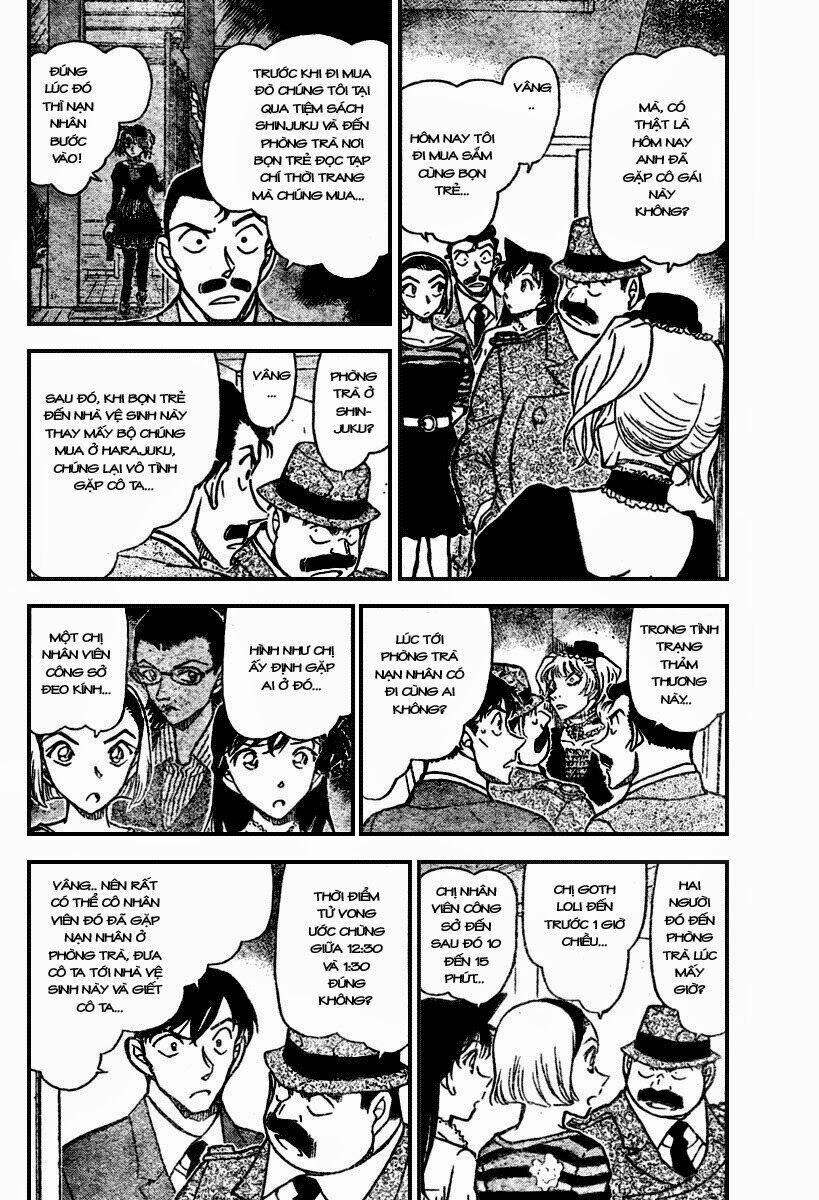 MÀ, CÓ
THẬT LÀ
HÔM NAY
ANH ĐÃ
GẶP CÔ GÁI
NÀY
KHÔNG?
VÂNG
..
HÔM NAY TÔI
ĐI MUA SẮM
CÙNG BỌN
TRẺ...
TRƯỚC KHI ĐI MUA
ĐỒ CHÚNG TÔI TẠI
QUA TIỆM SÁCH
SHINJUKU VÀ ĐẾN
PHÒNG TRÀ NƠI
BỌN TRẺ ĐỌC TẠP
CHÍ THỜI TRANG
MÀ CHÚNG MUA...
ĐÚNG
LÚC ĐÓ
THÌ NẠN
NHÂN
BƯỚC
VÀO!
PHÒNG
TRÀ Ở
SHIN-
JUKU?
VÂNG
...
SAU ĐÓ, KHI BỌN TRẺ
ĐẾN NHÀ VỆ SINH NÀY
THAY MẤY BỘ CHÚNG
MUA Ở HARAJUKU,
CHÚNG LẠI VÔ TÌNH
GẶP CÔ TA...
TRONG TÌNH
TRẠNG
THẢM
THƯƠNG
NÀY...
LÚC TỚI
PHÒNG TRÀ
NẠN NHÂN CÓ
ĐI CÙNG AI
KHÔNG?
HÌNH NHƯ CHỊ
ẤY ĐỊNH GẶP
AI Ở ĐÓ...
MỘT CHỊ
NHÂN VIÊN
CÔNG SỞ
ĐEO KÍNH...
HAI
NGƯỜI
ĐÓ ĐẾN
PHÒNG
TRÀ LÚC
MẤY
GIỜ?
CHỊ GOTH
LOLI ĐẾN
TRƯỚC 1 GIỜ
CHIỀU...
CHỊ NHÂN
VIÊN CÔNG
SỞ ĐẾN
SAU ĐÓ 10
ĐẾN 15
PHÚT...
THỜI ĐIỂM
TỬ VONG
ƯỚC CHỪNG
GIỮA 12:30
VÀ 1:30
ĐÚNG
KHÔNG?
VÂNG.. NÊN RẤT
CÓ THỂ CÔ NHÂN
VIÊN ĐÓ ĐÃ GẶP
NẠN NHÂN Ở
PHÒNG TRÀ, ĐƯA
CÔ TA TỚI NHÀ VỆ
SINH NÀY VÀ GIẾT
CÔ TA...